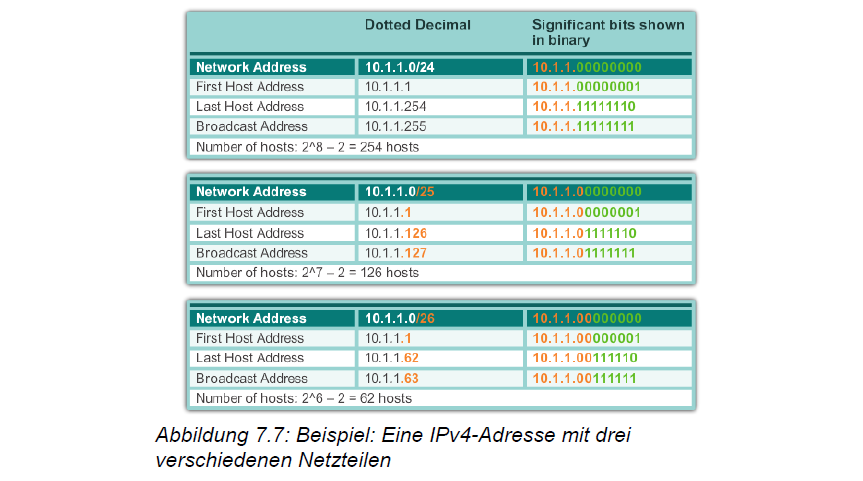 Dotted Decimal Significant bits shown
in binary
Network Address 10.1.1.0/24 10.1.1.00000000
First Host Address 10.1.1.1 10.1.1.00000001
Last Host Address 10.1.1.254 10.1.1.11111110
Broadcast Address 10.1.1.255 10.1.1.11111111
Number of hosts: 2^8 – 2 = 254 hosts
Network Address 10.1.1.0/25 10.1.1.00000000
First Host Address 10.1.1.1 10.1.1.00000001
Last Host Address 10.1.1.126 10.1.1.01111110
Broadcast Address 10.1.1.127 10.1.1.01111111
Number of hosts: 2^7 – 2 = 126 hosts
Network Address 10.1.1.0/26 10.1.1.00000000
First Host Address 10.1.1.1 10.1.1.00000001
Last Host Address 10.1.1.62 10.1.1.00111110
Broadcast Address 10.1.1.63 10.1.1.00111111
Number of hosts: 2^6 – 2 = 62 hosts
Abbildung 7.7: Beispiel: Eine IPv4-Adresse mit drei
verschiedenen Netzteilen